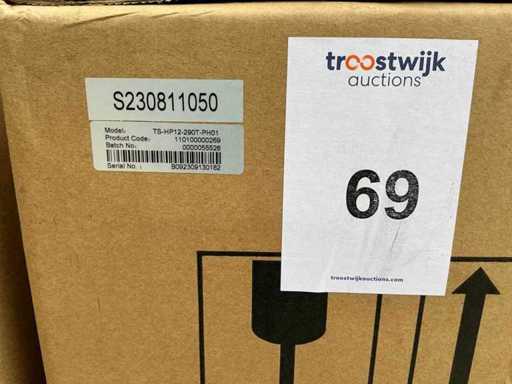 S230811050
Model: TS-HP12-290T-PH01
Product Code: 110100000269
Batch No: 0000055526
Serial No. : B092309130182
troostwijk
auctions
69
troostwijkauctions.com